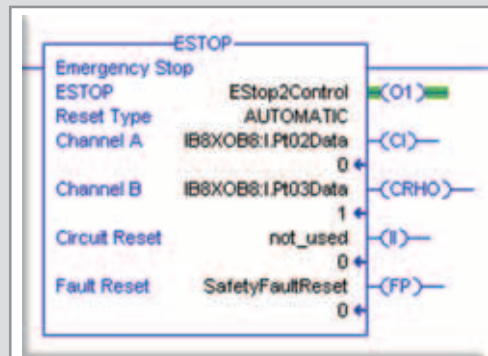 ESTOP
Emergency Stop
ESTOP EStop2Control (O1)
Reset Type AUTOMATIC
Channel A IB8XOB8:I.Pt02Data (CI)
0
Channel B IB8XOB8:I.Pt03Data (CRHO)
1
Circuit Reset not_used (II)
0
Fault Reset SafetyFaultReset (FP)
0